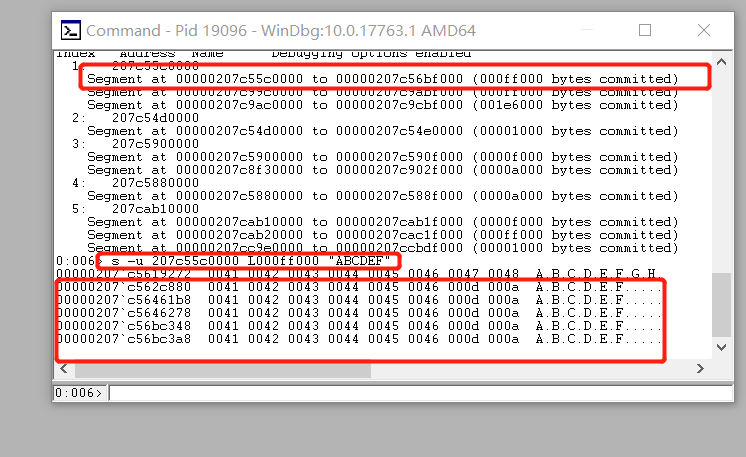 Command - Pid 19096 - WinDbg:10.0.17763.1 AMD64
Index   Address  Name      Debugging options enabled
1:   207c55c0000
Segment at 00000207c55c0000 to 00000207c56bf000 (000ff000 bytes committed)
Segment at 00000207c99c0000 to 00000207c9abf000 (000ff000 bytes committed)
Segment at 00000207c9ac0000 to 00000207c9cbf000 (001e6000 bytes committed)
2:   207c54d0000
Segment at 00000207c54d0000 to 00000207c54e0000 (00001000 bytes committed)
3:   207c5900000
Segment at 00000207c5900000 to 00000207c590f000 (0000f000 bytes committed)
Segment at 00000207c8f30000 to 00000207c902f000 (0000a000 bytes committed)
4:   207c5880000
Segment at 00000207c5880000 to 00000207c588f000 (0000a000 bytes committed)
5:   207cab10000
Segment at 00000207cab10000 to 00000207cab1f000 (0000f000 bytes committed)
Segment at 00000207cab20000 to 00000207cac1f000 (000ff000 bytes committed)
Segment at 00000207cc9e0000 to 00000207ccbdf000 (00001000 bytes committed)
0:006> s -u 207c55c0000 L000ff000 "ABCDEF"
00000207`c5619272  0041 0042 0043 0044 0045 0046 0047 0048  A.B.C.D.E.F.G.H.
00000207`c562c880  0041 0042 0043 0044 0045 0046 000d 000a  A.B.C.D.E.F.....
00000207`c56461b8  0041 0042 0043 0044 0045 0046 000d 000a  A.B.C.D.E.F.....
00000207`c5646278  0041 0042 0043 0044 0045 0046 000d 000a  A.B.C.D.E.F.....
00000207`c56bc348  0041 0042 0043 0044 0045 0046 000d 000a  A.B.C.D.E.F.....
00000207`c56bc3a8  0041 0042 0043 0044 0045 0046 000d 000a  A.B.C.D.E.F.....
0:006>